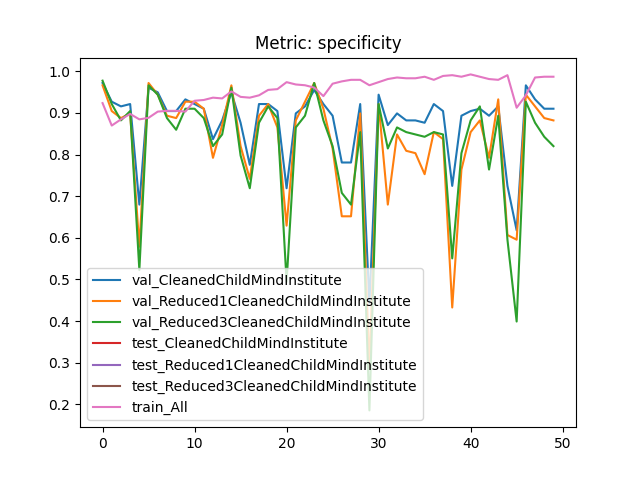 Metric: specificity
1.0
0.9
0.8
0.7
0.6
0.5
0.4
0.3
0.2
val_CleanedChildMindInstitute
val_Reduced1CleanedChildMindInstitute
val_Reduced3CleanedChildMindInstitute
test_CleanedChildMindInstitute
test_Reduced1CleanedChildMindInstitute
test_Reduced3CleanedChildMindInstitute
train_All
0 10 20 30 40 50